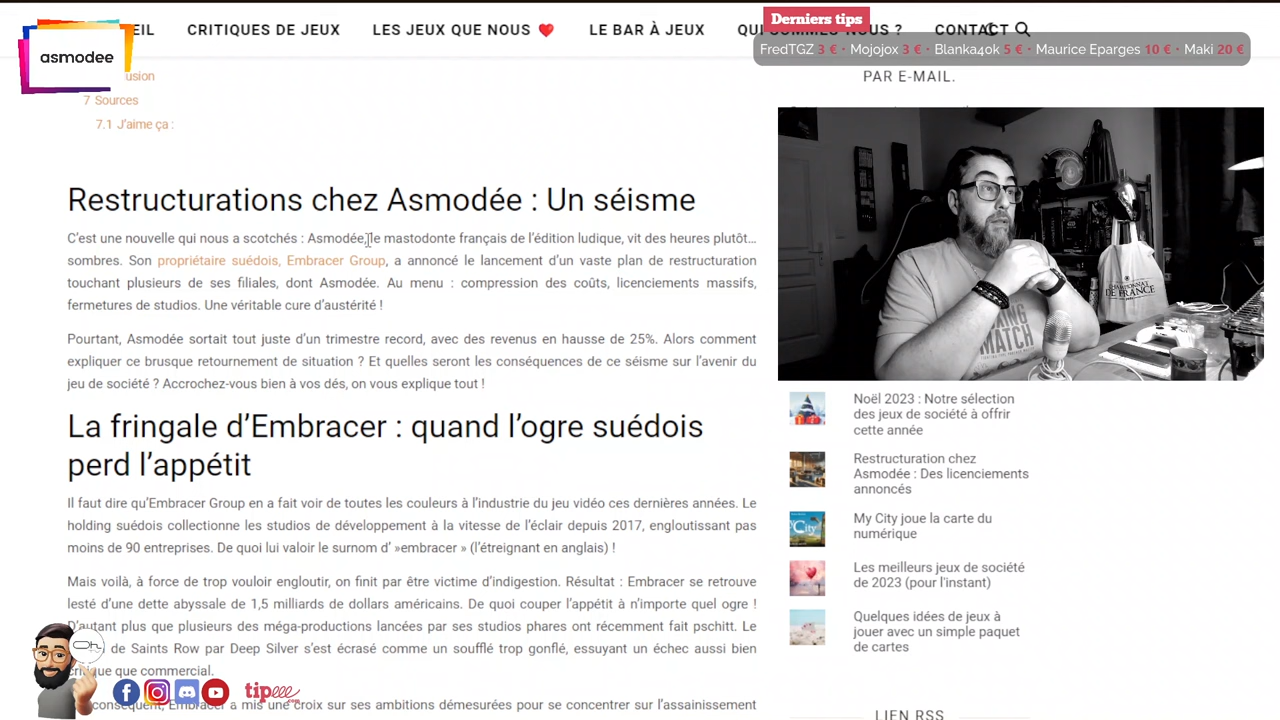 Derniers tips
EIL CRITIQUES DE JEUX LES JEUX QUE NOUS LE BAR À JEUX QUI SOMMES-NOUS ? CONTACT
FredTGZ 3 € · Mojojox 3 € · Blanka4ok 5 € · Maurice Eparges 10 € · Maki 20 €
asmodee
usion
7 Sources
7.1 J'aime ça :
PAR E-MAIL.
Restructurations chez Asmodée : Un séisme
C'est une nouvelle qui nous a scotchés : Asmodée, le mastodonte français de l'édition ludique, vit des heures plutôt…
sombres. Son propriétaire suédois, Embracer Group, a annoncé le lancement d'un vaste plan de restructuration
touchant plusieurs de ses filiales, dont Asmodée. Au menu : compression des coûts, licenciements massifs,
fermetures de studios. Une véritable cure d'austérité !
Pourtant, Asmodée sortait tout juste d'un trimestre record, avec des revenus en hausse de 25%. Alors comment
expliquer ce brusque retournement de situation ? Et quelles seront les conséquences de ce séisme sur l'avenir du
jeu de société ? Accrochez-vous bien à vos dés, on vous explique tout !
La fringale d'Embracer : quand l'ogre suédois
perd l'appétit
Il faut dire qu'Embracer Group en a fait voir de toutes les couleurs à l'industrie du jeu vidéo ces dernières années. Le
holding suédois collectionne les studios de développement à la vitesse de l'éclair depuis 2017, engloutissant pas
moins de 90 entreprises. De quoi lui valoir le surnom d' »embracer » (l'étreignant en anglais) !
Mais voilà, à force de trop vouloir engloutir, on finit par être victime d'indigestion. Résultat : Embracer se retrouve
lesté d'une dette abyssale de 1,5 milliards de dollars américains. De quoi couper l'appétit à n'importe quel ogre !
D'autant plus que plusieurs des méga-productions lancées par ses studios phares ont récemment fait pschitt. Le
de Saints Row par Deep Silver s'est écrasé comme un soufflé trop gonflé, essuyant un échec aussi bien
critique que commercial.
conséquent, Embracer a mis une croix sur ses ambitions démesurées pour se concentrer sur l'assainissement
MATCH
DE FRANCE
Noël 2023 : Notre sélection
des jeux de société à offrir
cette année
Restructuration chez
Asmodée : Des licenciements
annoncés
My City joue la carte du
numérique
Les meilleurs jeux de société
de 2023 (pour l'instant)
Quelques idées de jeux à
jouer avec un simple paquet
de cartes
LIEN RSS
Oh
tipeee
.com